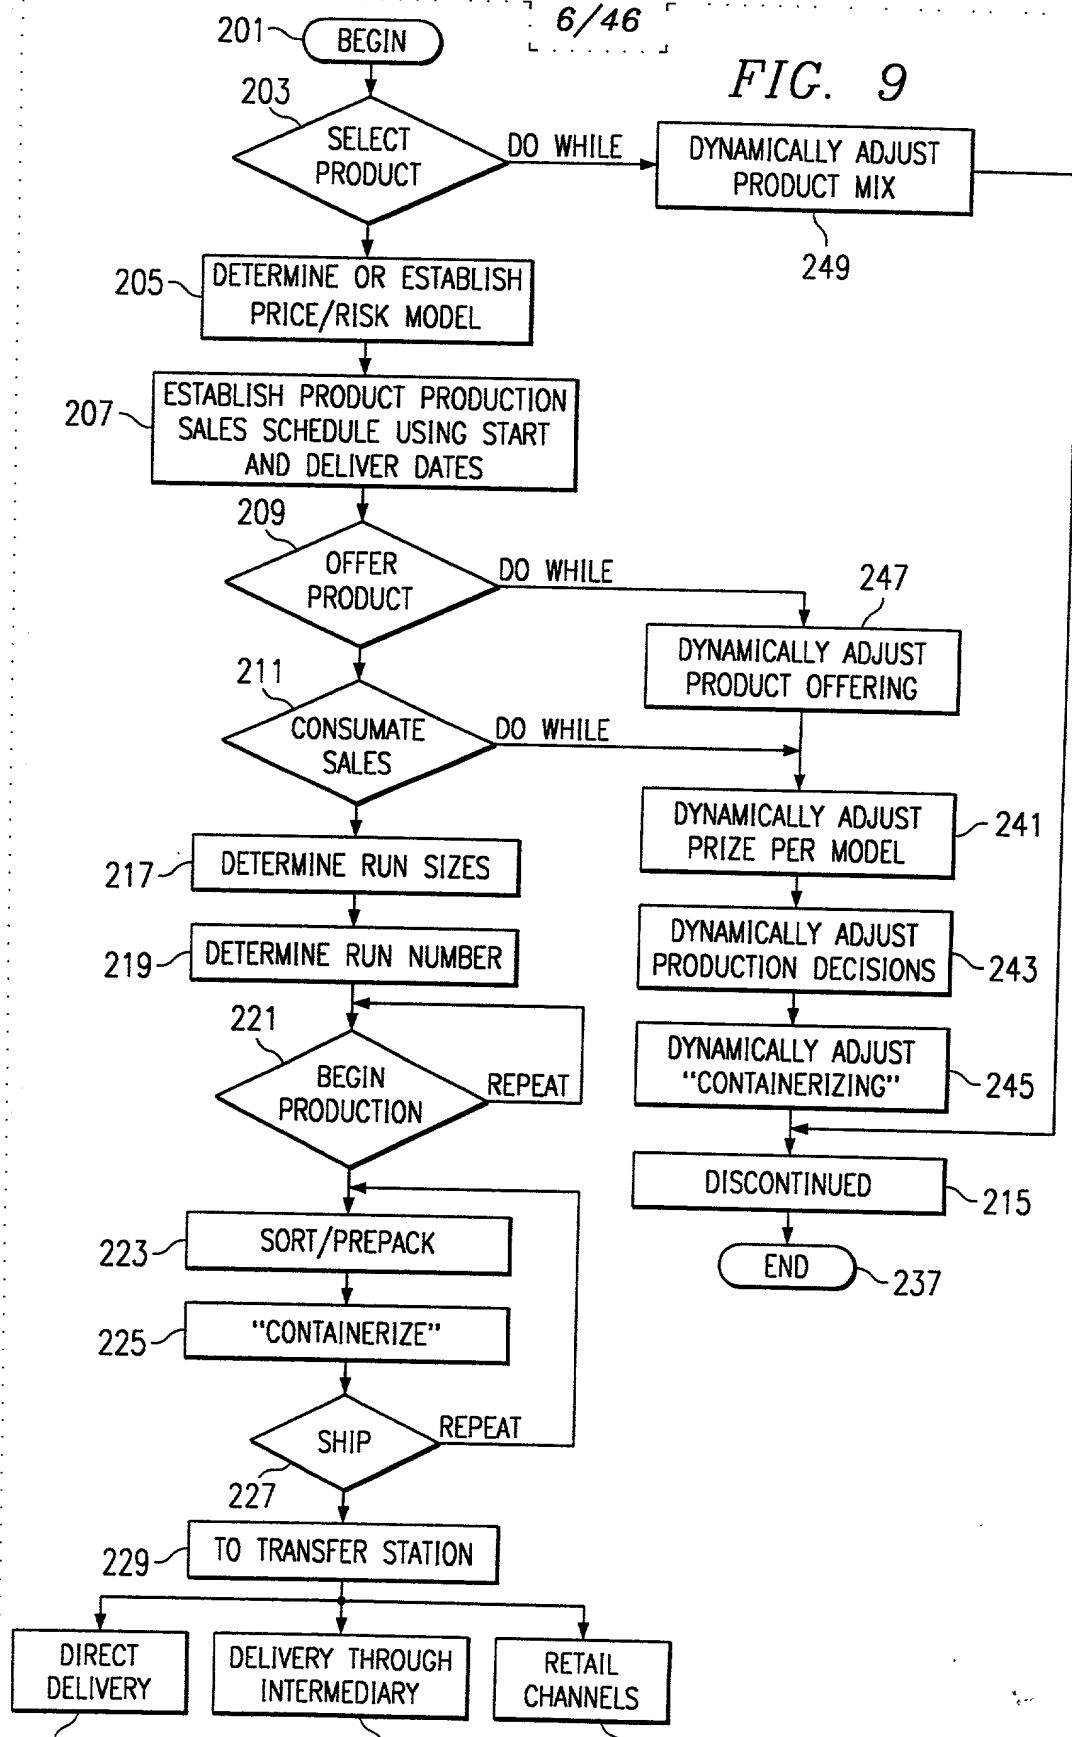 6/46
FIG. 9
201
BEGIN
203
SELECT
PRODUCT
DO WHILE
DYNAMICALLY ADJUST
PRODUCT MIX
249
205
DETERMINE OR ESTABLISH
PRICE/RISK MODEL
207
ESTABLISH PRODUCT PRODUCTION
SALES SCHEDULE USING START
AND DELIVER DATES
209
OFFER
PRODUCT
DO WHILE
247
DYNAMICALLY ADJUST
PRODUCT OFFERING
211
CONSUMATE
SALES
DO WHILE
DYNAMICALLY ADJUST
PRIZE PER MODEL
241
217
DETERMINE RUN SIZES
219
DETERMINE RUN NUMBER
DYNAMICALLY ADJUST
PRODUCTION DECISIONS
243
221
BEGIN
PRODUCTION
REPEAT
DYNAMICALLY ADJUST
"CONTAINERIZING"
245
DISCONTINUED
215
223
SORT/PREPACK
END
237
225
"CONTAINERIZE"
SHIP
REPEAT
227
229
TO TRANSFER STATION
DIRECT
DELIVERY
DELIVERY THROUGH
INTERMEDIARY
RETAIL
CHANNELS